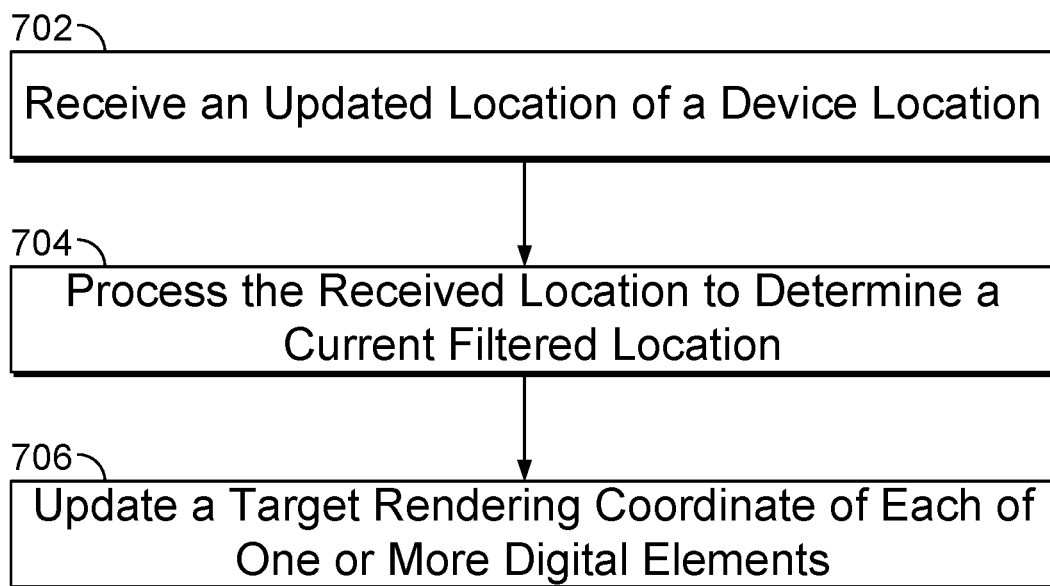 702
Receive an Updated Location of a Device Location
704
Process the Received Location to Determine a
Current Filtered Location
706
Update a Target Rendering Coordinate of Each of
One or More Digital Elements